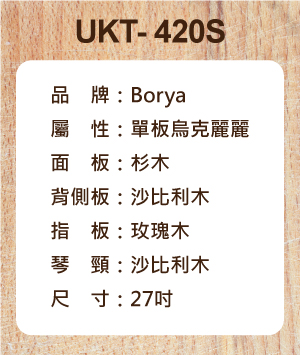 UKT- 420S
品　牌：Borya
屬　性：單板烏克麗麗
面　板：杉木
背側板：沙比利木
指　板：玫瑰木
琴　頸：沙比利木
尺　寸：27吋